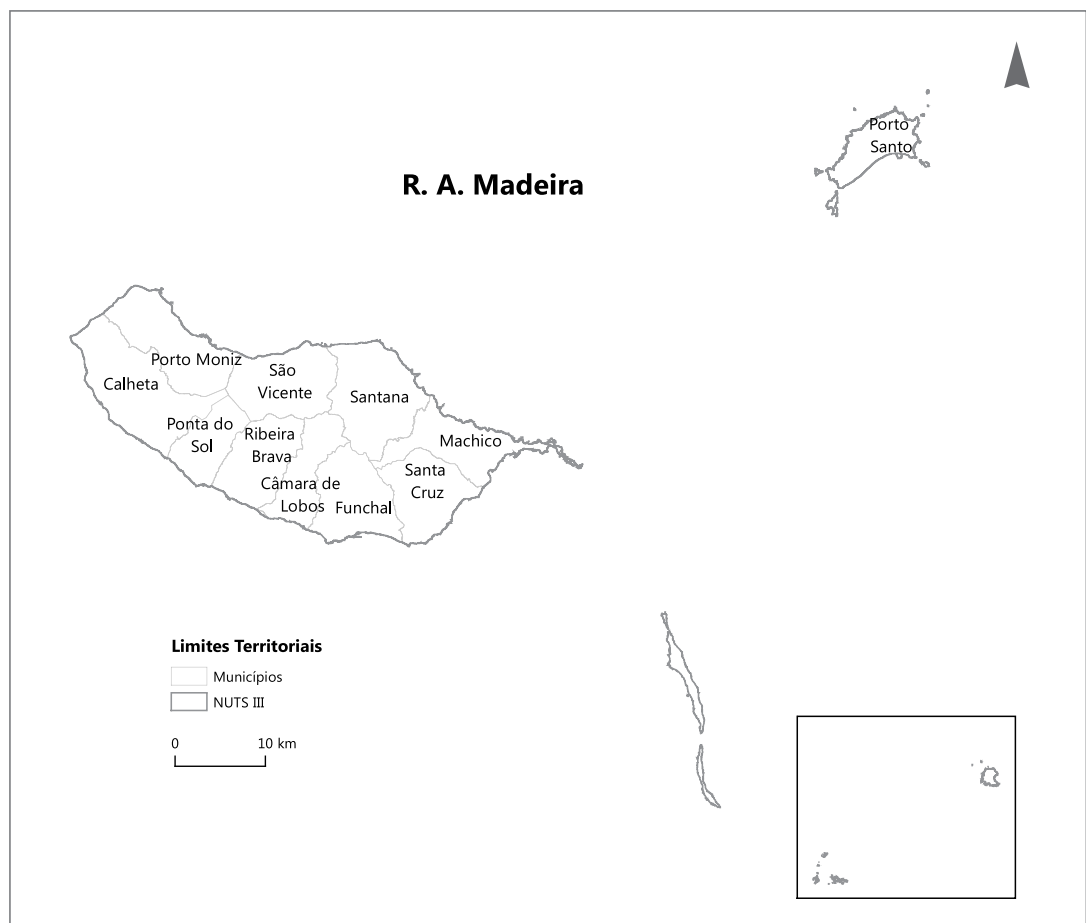 Porto
Santo
R. A. Madeira
Porto Moniz
São
Vicente
Calheta
Santana
Ponta do
Sol
Ribeira
Brava
Machico
Santa
Cruz
Câmara de
Lobos
Funchal
Limites Territoriais
Municípios
NUTS III
0 10 km